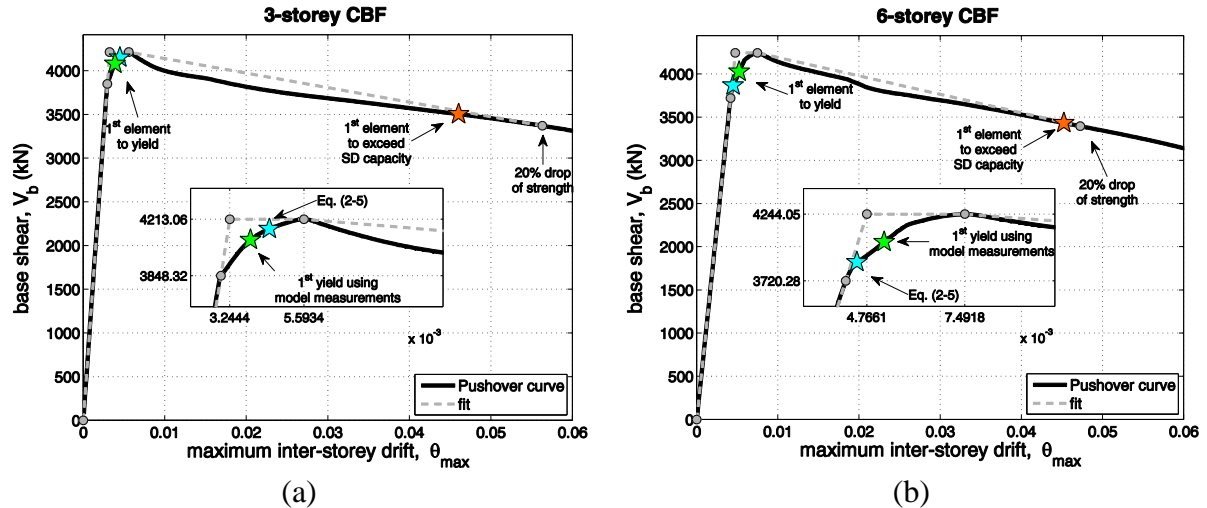 3-storey CBF
base shear, V_b (kN)
4000
3500
3000
2500
2000
1500
1000
500
0
1st element
to yield
1st element
to exceed
SD capacity
20% drop
of strength
Eq. (2-5)
4213.06
3848.32
1st yield using
model measurements
3.2444
5.5934
x 10^-3
Pushover curve
fit
0
0.01
0.02
0.03
0.04
0.05
0.06
maximum inter-storey drift, θ_max
(a)
6-storey CBF
base shear, V_b (kN)
4000
3500
3000
2500
2000
1500
1000
500
0
1st element
to yield
1st element
to exceed
SD capacity
20% drop
of strength
4244.05
3720.28
1st yield using
model measurements
Eq. (2-5)
4.7661
7.4918
x 10^-3
Pushover curve
fit
0
0.01
0.02
0.03
0.04
0.05
0.06
maximum inter-storey drift, θ_max
(b)